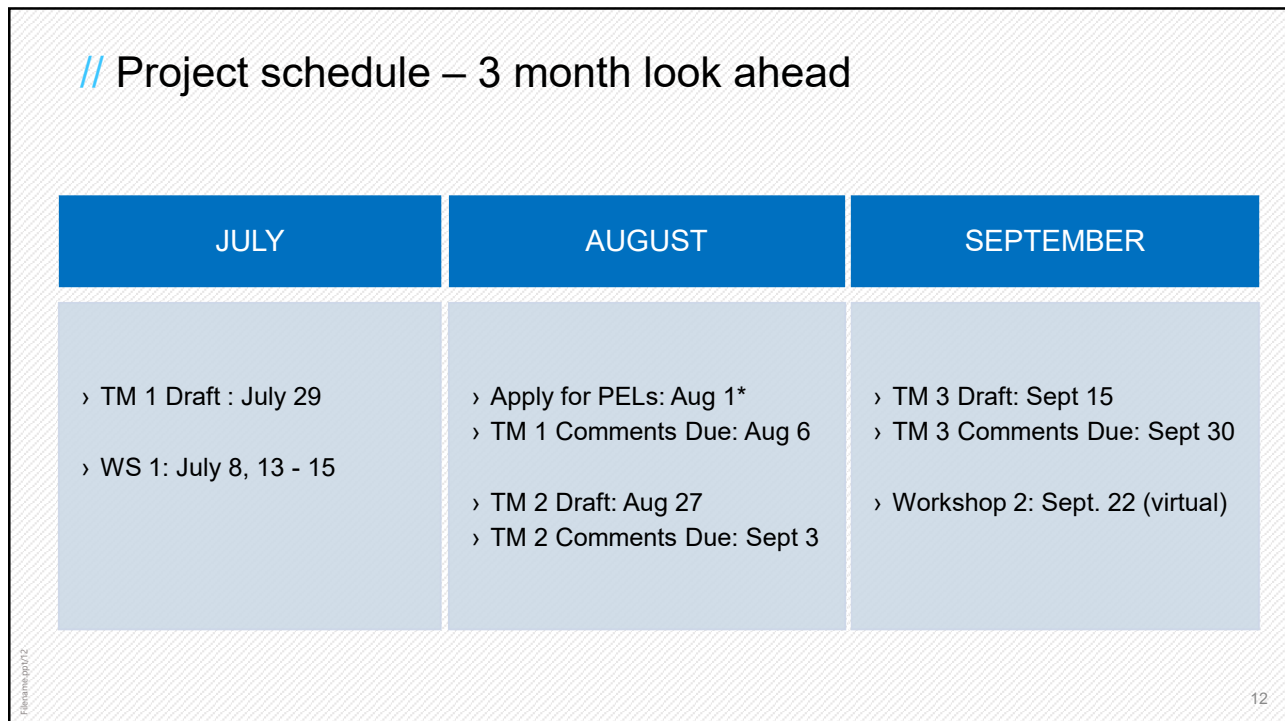 // Project schedule – 3 month look ahead
JULY
› TM 1 Draft : July 29
› WS 1: July 8, 13 - 15
AUGUST
› Apply for PELs: Aug 1*
› TM 1 Comments Due: Aug 6
› TM 2 Draft: Aug 27
› TM 2 Comments Due: Sept 3
SEPTEMBER
› TM 3 Draft: Sept 15
› TM 3 Comments Due: Sept 30
› Workshop 2: Sept. 22 (virtual)
Filename.ppt/12
12